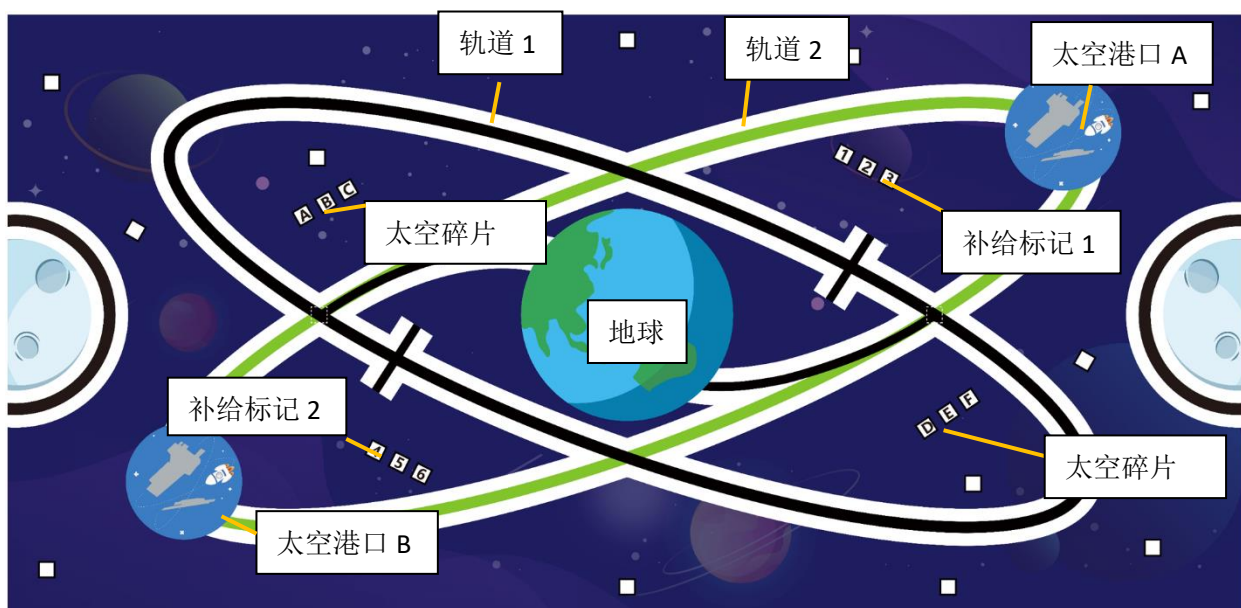 轨道 1
轨道 2
太空港口 A
1 2 3
A B C
太空碎片
补给标记 1
地球
补给标记 2
D E F
4 5 6
太空碎片
太空港口 B